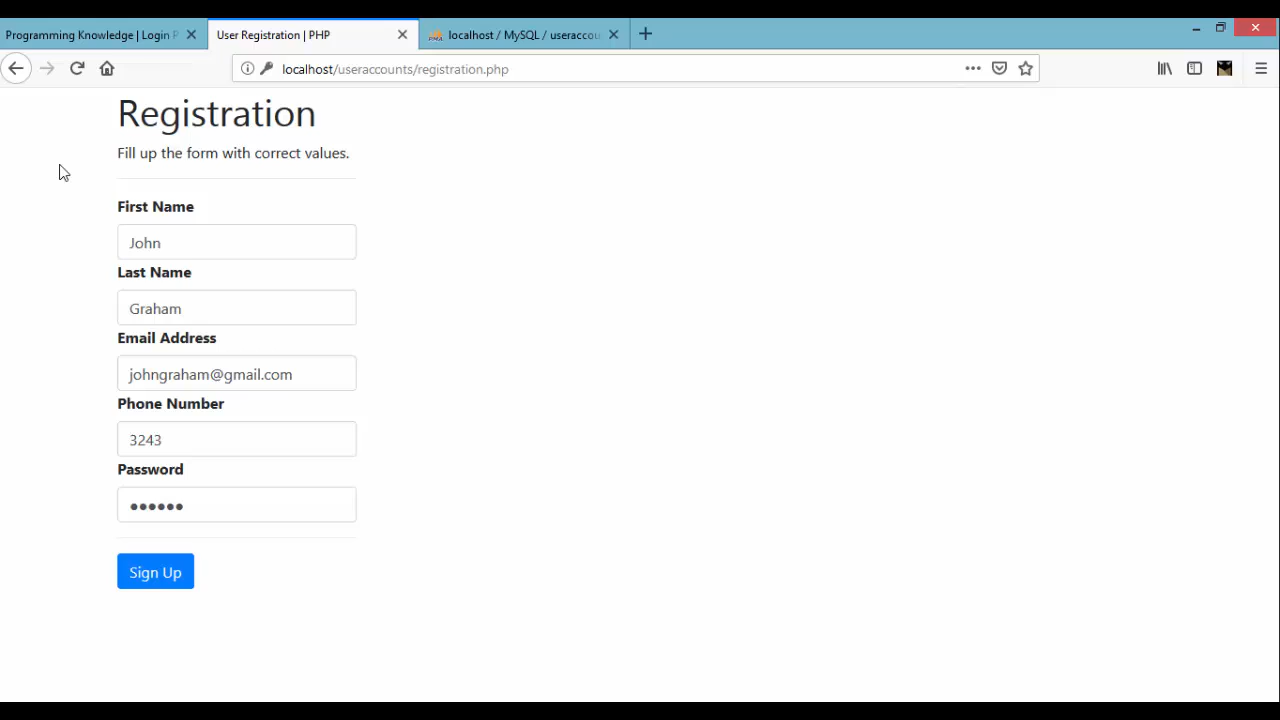 Programming Knowledge | Login P
User Registration | PHP
localhost / MySQL / useraccou
localhost/useraccounts/registration.php
Registration
Fill up the form with correct values.
First Name
John
Last Name
Graham
Email Address
johngraham@gmail.com
Phone Number
3243
Password
Sign Up